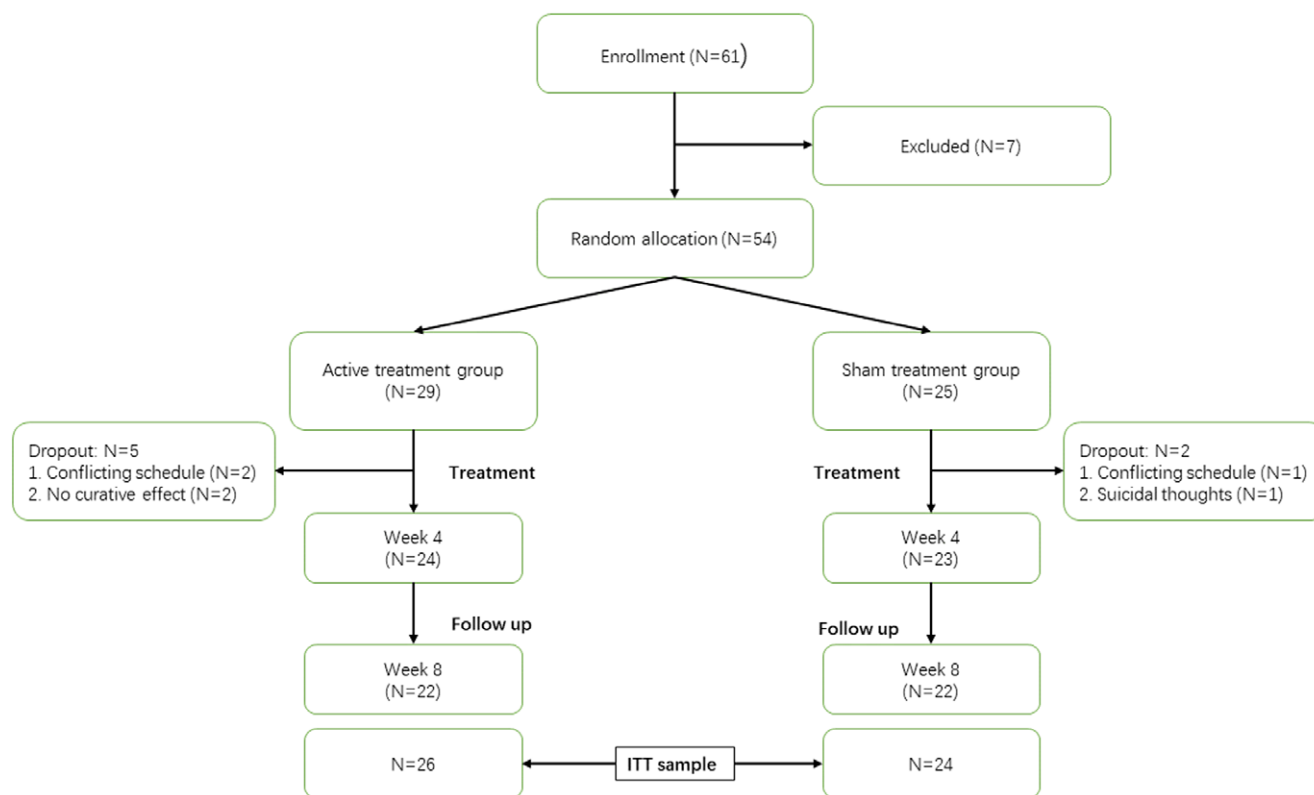 Enrollment (N=61)
Excluded (N=7)
Random allocation (N=54)
Active treatment group
(N=29)
Sham treatment group
(N=25)
Dropout: N=5
1. Conflicting schedule (N=2)
2. No curative effect (N=2)
Treatment
Treatment
Dropout: N=2
1. Conflicting schedule (N=1)
2. Suicidal thoughts (N=1)
Week 4
(N=24)
Week 4
(N=23)
Follow up
Follow up
Week 8
(N=22)
Week 8
(N=22)
N=26
ITT sample
N=24